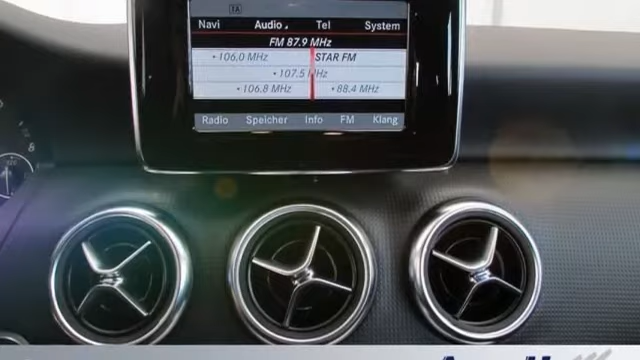 Navi Audio Tel System
FM 87.9 MHz
106.0 MHz STAR FM
107.5 MHz
106.8 MHz 88.4 MHz
Radio Speicher Info FM Klang